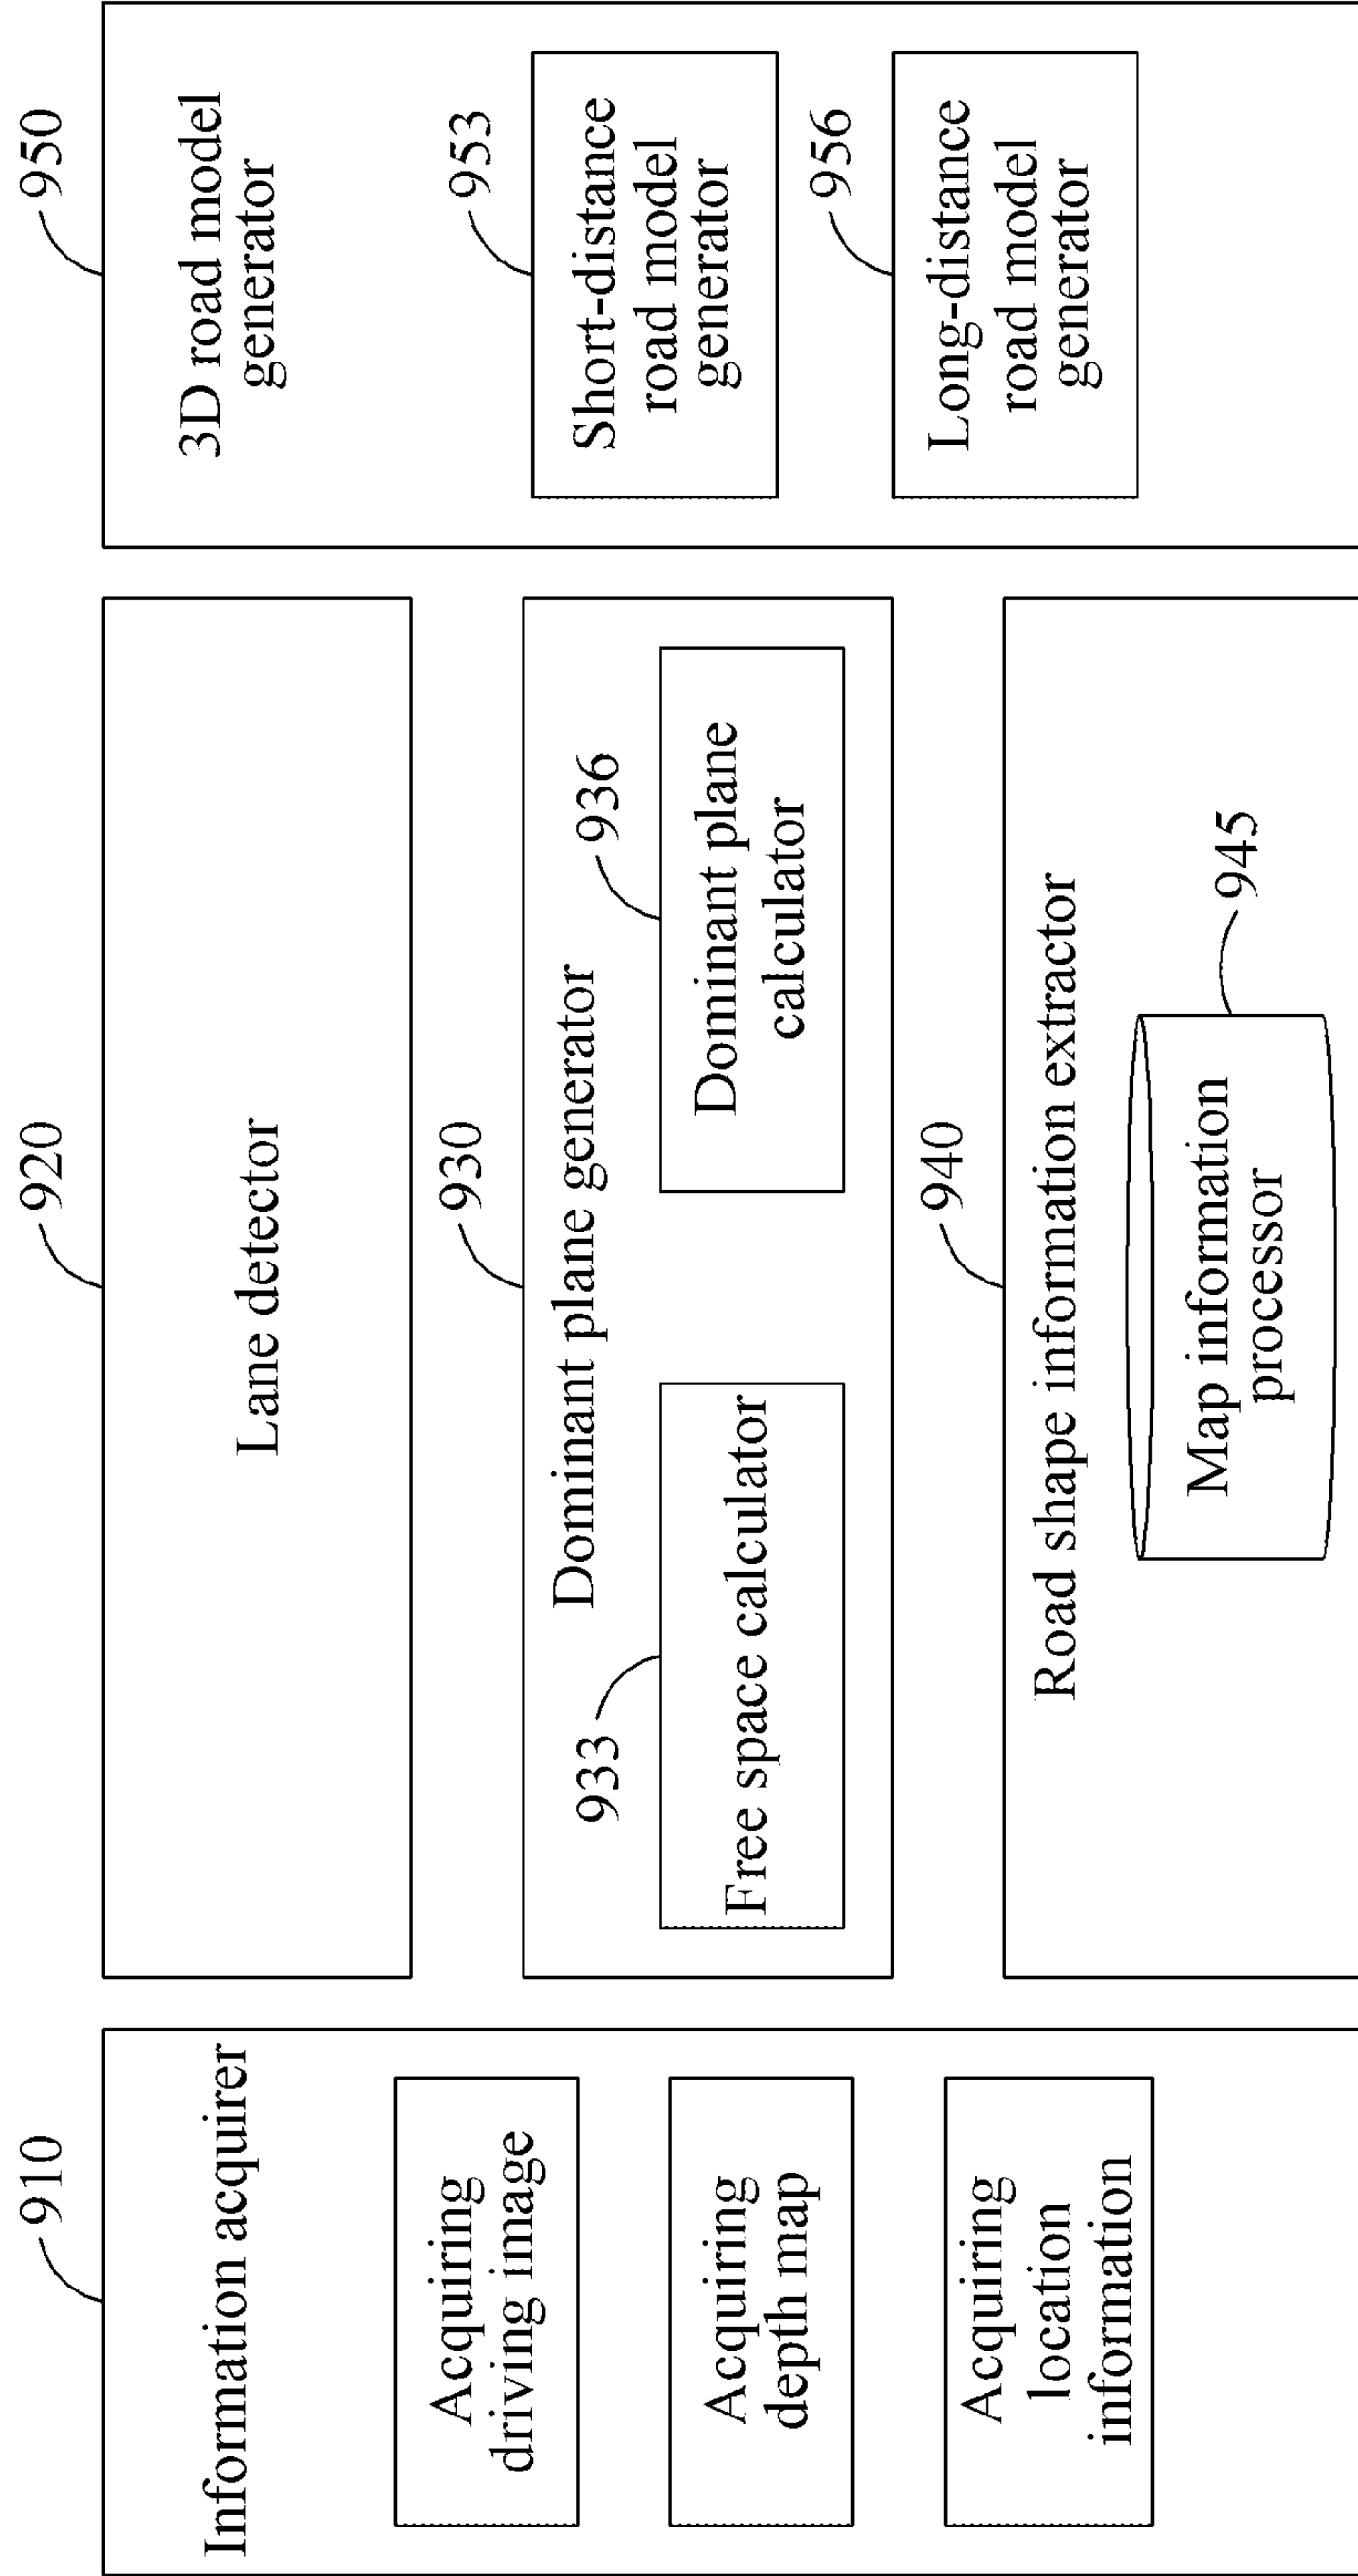 910
Information acquirer
Acquiring
driving image
Acquiring
depth map
Acquiring
location
information
920
Lane detector
930
Dominant plane generator
933
Free space calculator
936
Dominant plane
calculator
940
Road shape information extractor
945
Map information
processor
950
3D road model
generator
953
Short-distance
road model
generator
956
Long-distance
road model
generator